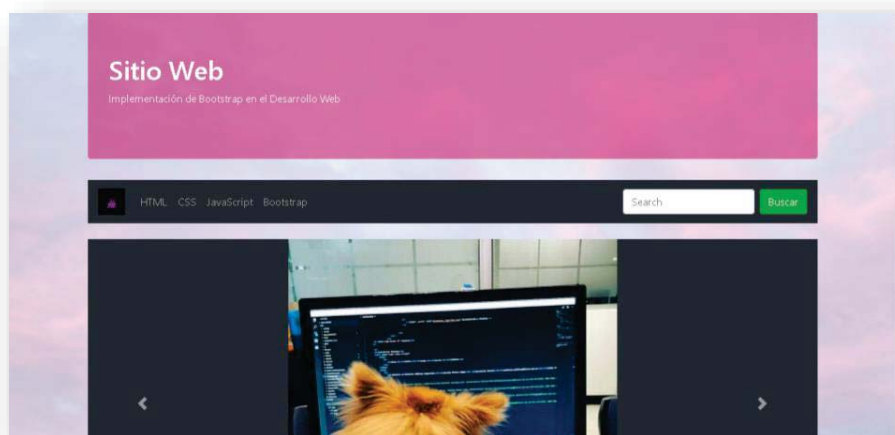 Sitio Web
Implementación de Bootstrap en el Desarrollo Web
HTML CSS JavaScript Bootstrap Search Buscar